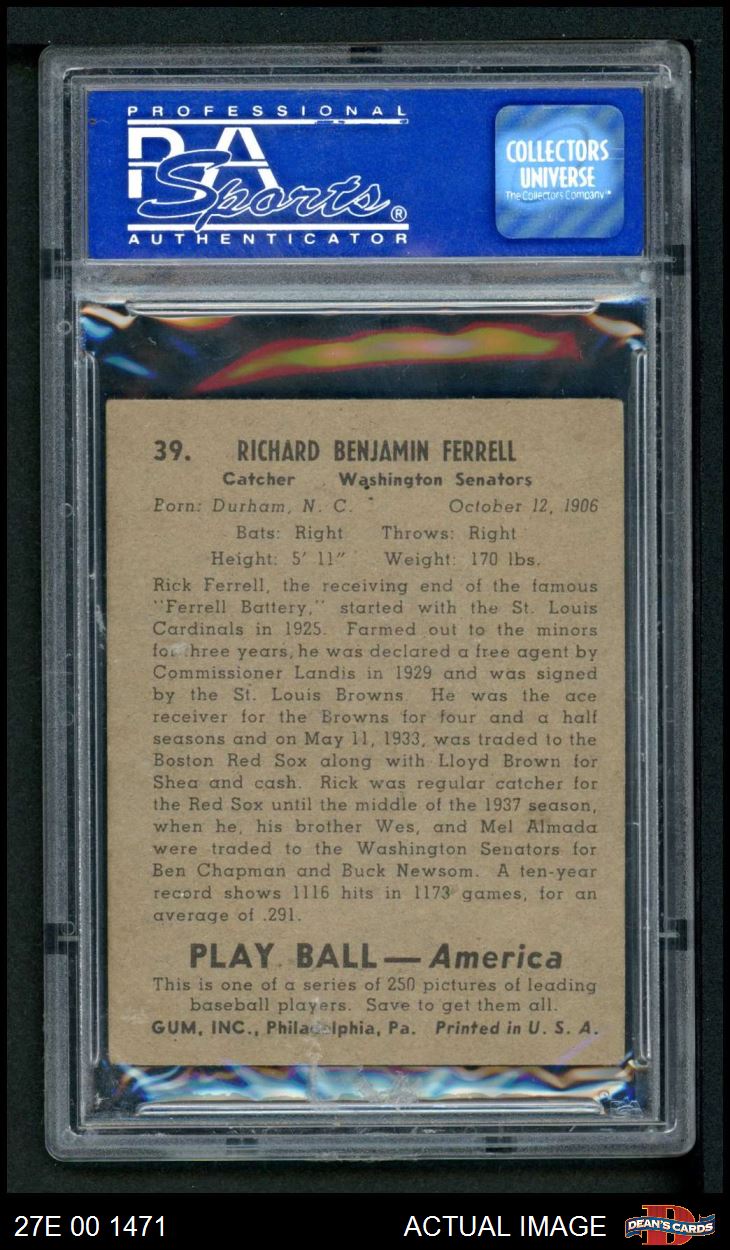 PROFESSIONAL
PSA
Sports®
AUTHENTICATOR
COLLECTORS
UNIVERSE
The Collectors Company™
39. RICHARD BENJAMIN FERRELL
Catcher Washington Senators
Born: Durham, N. C. October 12, 1906
Bats: Right Throws: Right
Height: 5' 11" Weight: 170 lbs.
Rick Ferrell, the receiving end of the famous
"Ferrell Battery," started with the St. Louis
Cardinals in 1925. Farmed out to the minors
for three years, he was declared a free agent by
Commissioner Landis in 1929 and was signed
by the St. Louis Browns. He was the ace
receiver for the Browns for four and a half
seasons and on May 11, 1933, was traded to the
Boston Red Sox along with Lloyd Brown for
Shea and cash. Rick was regular catcher for
the Red Sox until the middle of the 1937 season,
when he, his brother Wes, and Mel Almada
were traded to the Washington Senators for
Ben Chapman and Buck Newsom. A ten-year
record shows 1116 hits in 1173 games, for an
average of .291.
PLAY BALL — America
This is one of a series of 250 pictures of leading
baseball players. Save to get them all.
GUM, INC., Philadelphia, Pa. Printed in U. S. A.
27E 00 1471 ACTUAL IMAGE DEAN'S CARDS